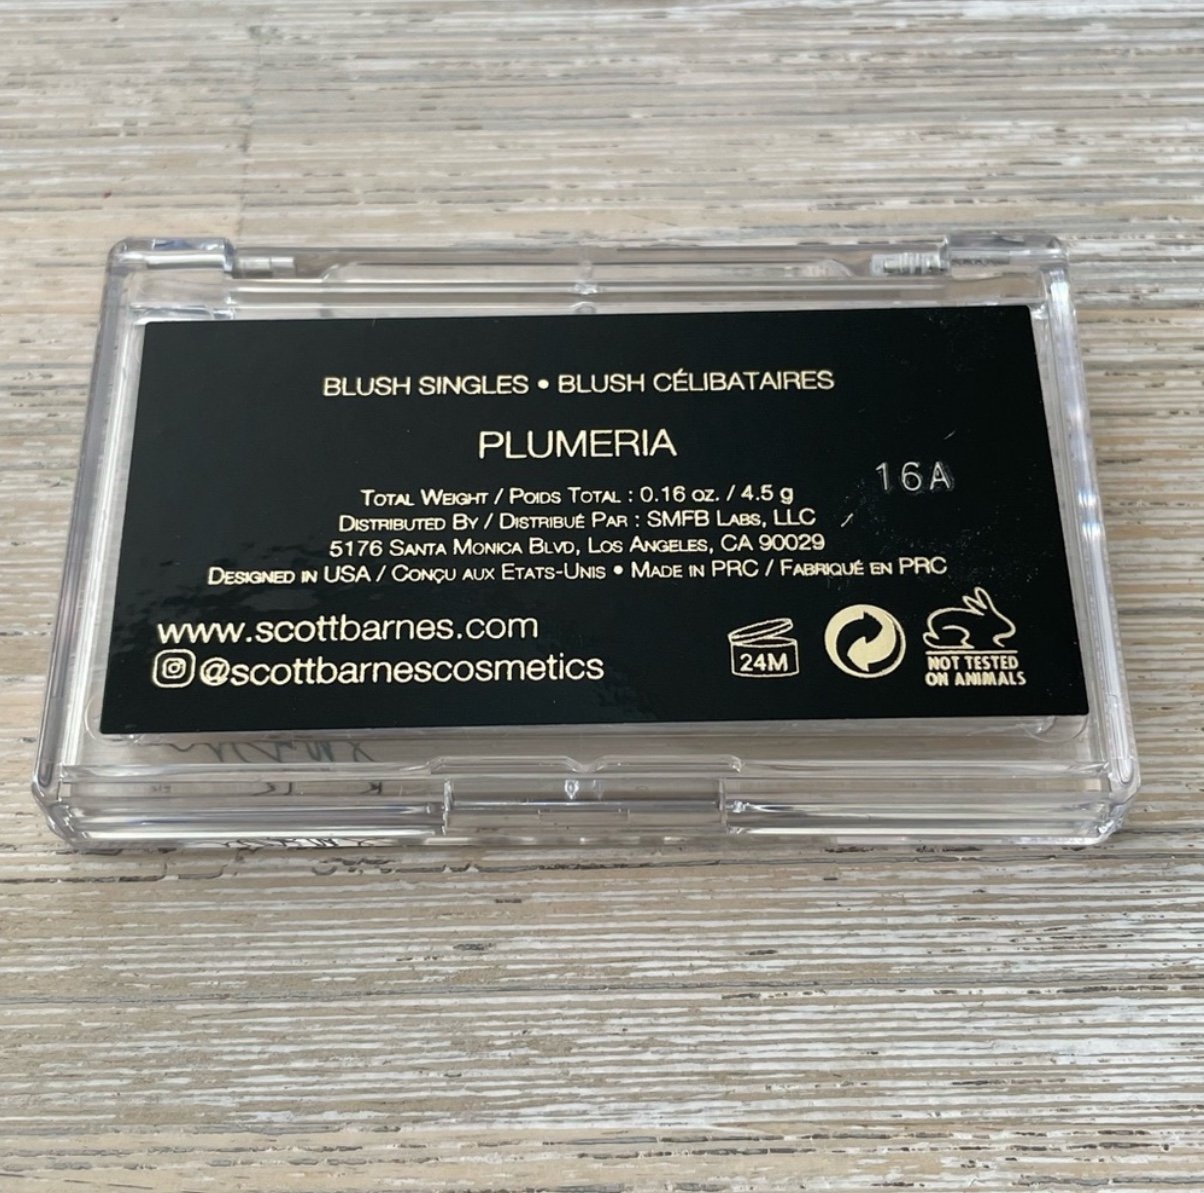 BLUSH SINGLES • BLUSH CÉLIBATAIRES
PLUMERIA
16A
TOTAL WEIGHT / POIDS TOTAL : 0.16 oz. / 4.5 g
DISTRIBUTED BY / DISTRIBUÉ PAR : SMFB LABS, LLC
5176 SANTA MONICA BLVD, LOS ANGELES, CA 90029
DESIGNED IN USA / CONÇU AUX ETATS-UNIS • MADE IN PRC / FABRIQUÉ EN PRC
www.scottbarnes.com
@scottbarnescosmetics
24M
NOT TESTED
ON ANIMALS